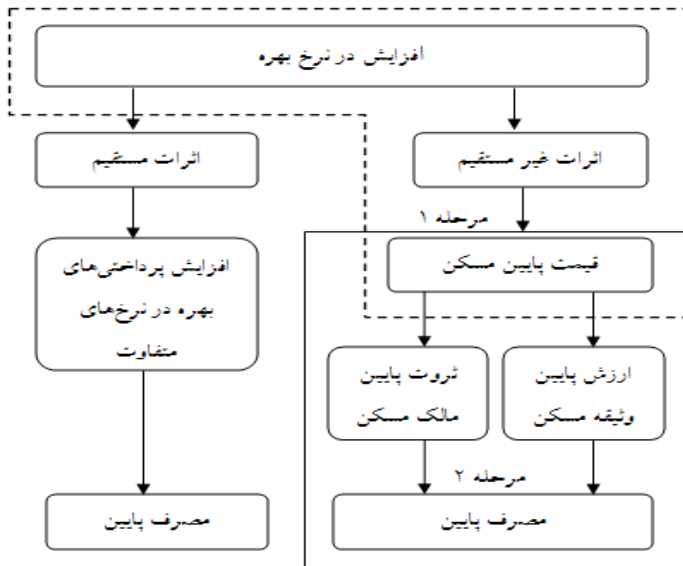 افزایش در نرخ بهره
اثرات غیر مستقیم
اثرات مستقیم
مرحله ۱
قیمت پایین مسکن
افزایش پرداختی‌های
بهره در نرخ‌های
متفاوت
ارزش پایین
وثیقه مسکن
ثروت پایین
مالک مسکن
مرحله ۲
مصرف پایین
مصرف پایین